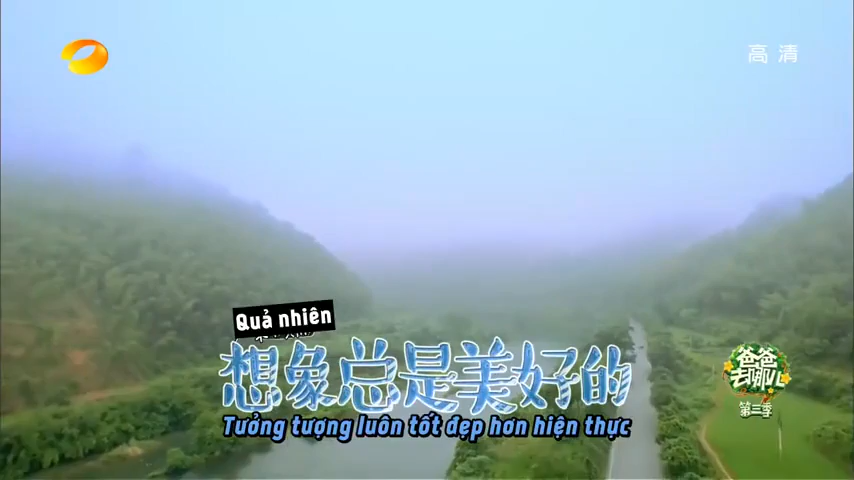 高清
Quả nhiên
想象总是美好的
Tưởng tượng luôn tốt đẹp hơn hiện thực
爸爸
去哪儿
第三季